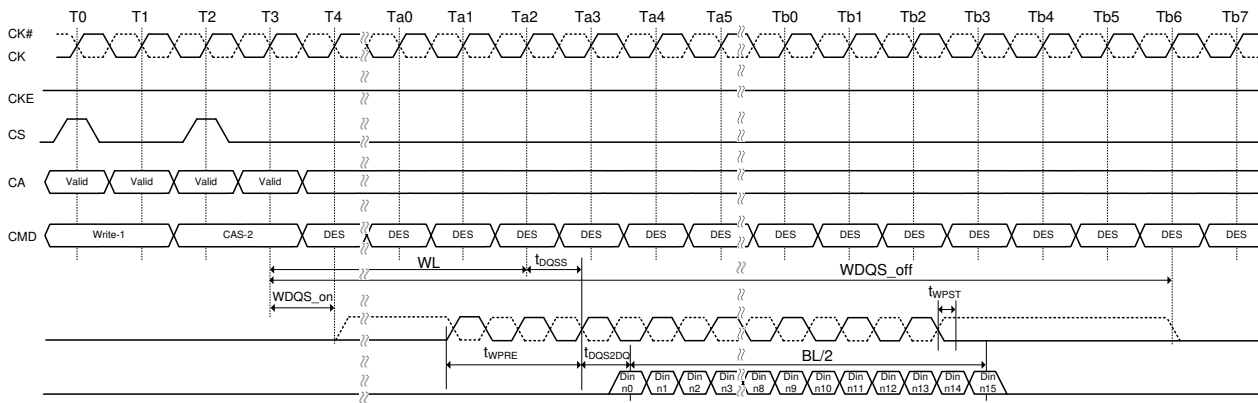 T0 T1 T2 T3 T4 Ta0 Ta1 Ta2 Ta3 Ta4 Ta5 Tb0 Tb1 Tb2 Tb3 Tb4 Tb5 Tb6 Tb7
CK#
CK
CKE
CS
CA Valid Valid Valid Valid
CMD Write-1 CAS-2 DES DES DES DES DES DES DES DES DES DES DES DES DES DES DES
WL tDQSS WDQS_off
WDQS_on tWPST
tWPRE tDQS2DQ BL/2
Din Din Din Din Din Din Din Din Din Din Din Din
n0 n1 n2 n3 n8 n9 n10 n11 n12 n13 n14 n15